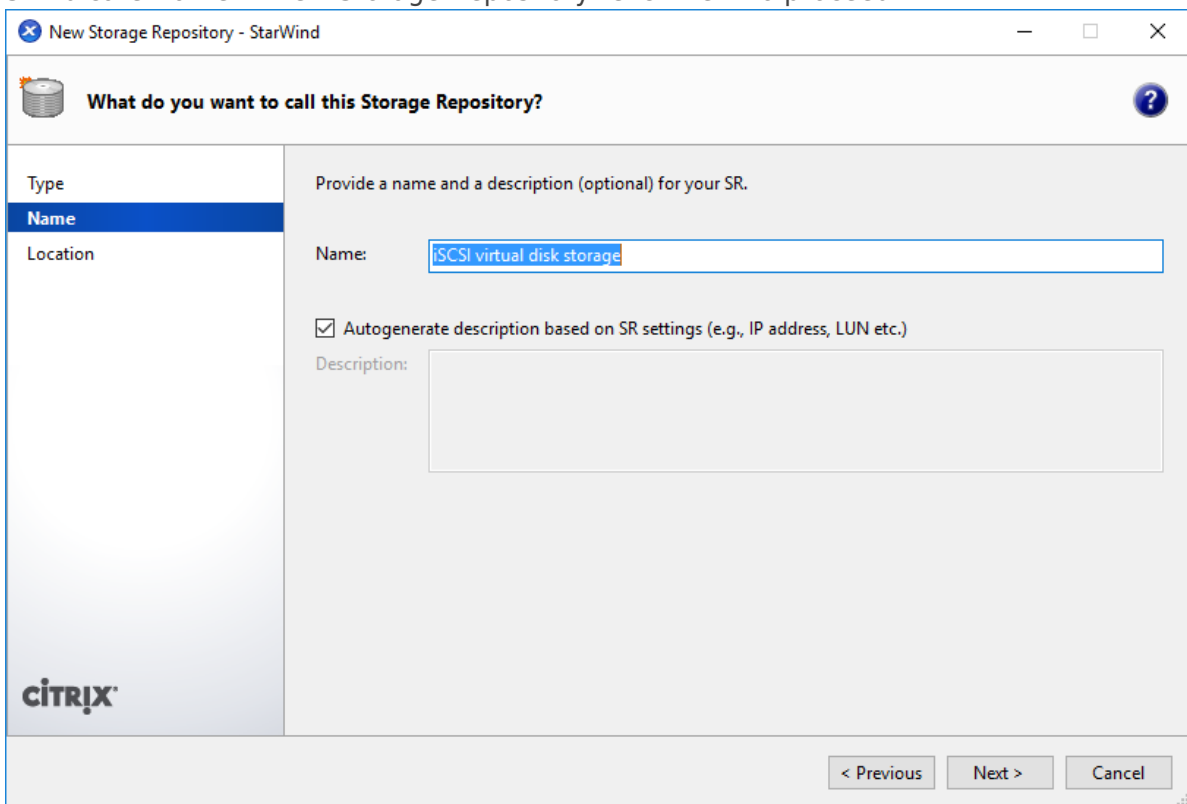 New Storage Repository - StarWind
What do you want to call this Storage Repository?
?
Type
Name
Location
Provide a name and a description (optional) for your SR.
Name: iSCSI virtual disk storage
Autogenerate description based on SR settings (e.g., IP address, LUN etc.)
Description:
CİTRIX
< Previous Next > Cancel